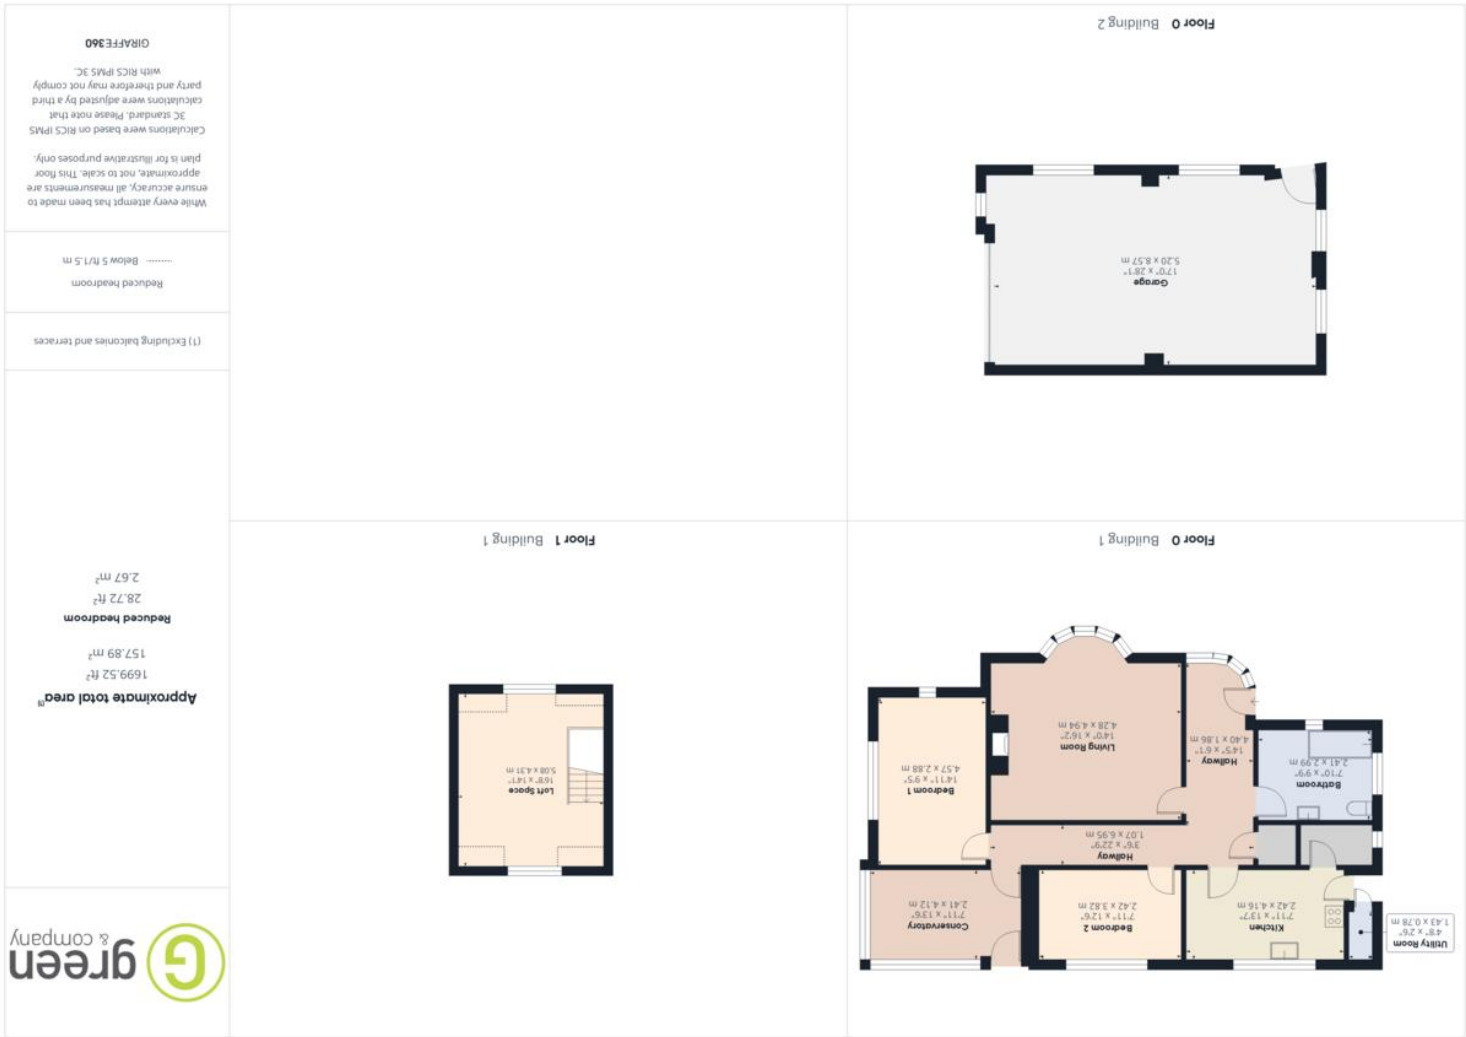 Utility Room
4'8" x 2'6"
1.43 x 0.78 m
Kitchen
7'11" x 13'7"
2.42 x 4.16 m
Bedroom 2
7'11" x 12'6"
2.42 x 3.82 m
Conservatory
7'11" x 13'6"
2.41 x 4.12 m
Hallway
3'6" x 22'9"
1.07 x 6.95 m
Bathroom
7'10" x 9'9"
2.41 x 2.99 m
Hallway
14'5" x 6'1"
4.40 x 1.86 m
Living Room
14'0" x 16'2"
4.28 x 4.94 m
Bedroom 1
14'11" x 9'5"
4.57 x 2.88 m
Floor 0 Building 1
Loft Space
16'8" x 14'1"
5.08 x 4.31 m
Floor 1 Building 1
Garage
17'0" x 28'1"
5.20 x 8.57 m
Floor 0 Building 2
G green
& company
Approximate total area(1)
1699.52 ft²
157.89 m²
Reduced headroom
28.72 ft²
2.67 m²
(1) Excluding balconies and terraces
Reduced headroom
Below 5 ft/1.5 m
While every attempt has been made to
ensure accuracy, all measurements are
approximate, not to scale. This floor
plan is for illustrative purposes only.
Calculations were based on RICS IPMS
3C standard. Please note that
calculations were adjusted by a third
party and therefore may not comply
with RICS IPMS 3C.
GIRAFFE360